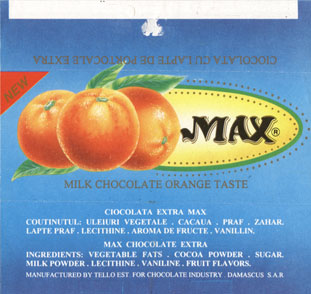 CIOCOLATA CU LAPTE DE PORTOCALE EXTRA
NEW
MAX®
MILK CHOCOLATE ORANGE TASTE
CIOCOLATA EXTRA MAX
COUTINUTUL: ULEIURI VEGETALE . CACAUA . PRAF . ZAHAR.
LAPTE PRAF . LECITHINE . AROMA DE FRUCTE . VANILLIN.
MAX CHOCOLATE EXTRA
INGREDIENTS: VEGETABLE FATS . COCOA POWDER . SUGAR.
MILK POWDER . LECITHINE . VANILINE . FRUIT FLAVORS.
MANUFACTURED BY TELLO EST FOR CHOCOLATE INDUSTRY . DAMASCUS S.A.R